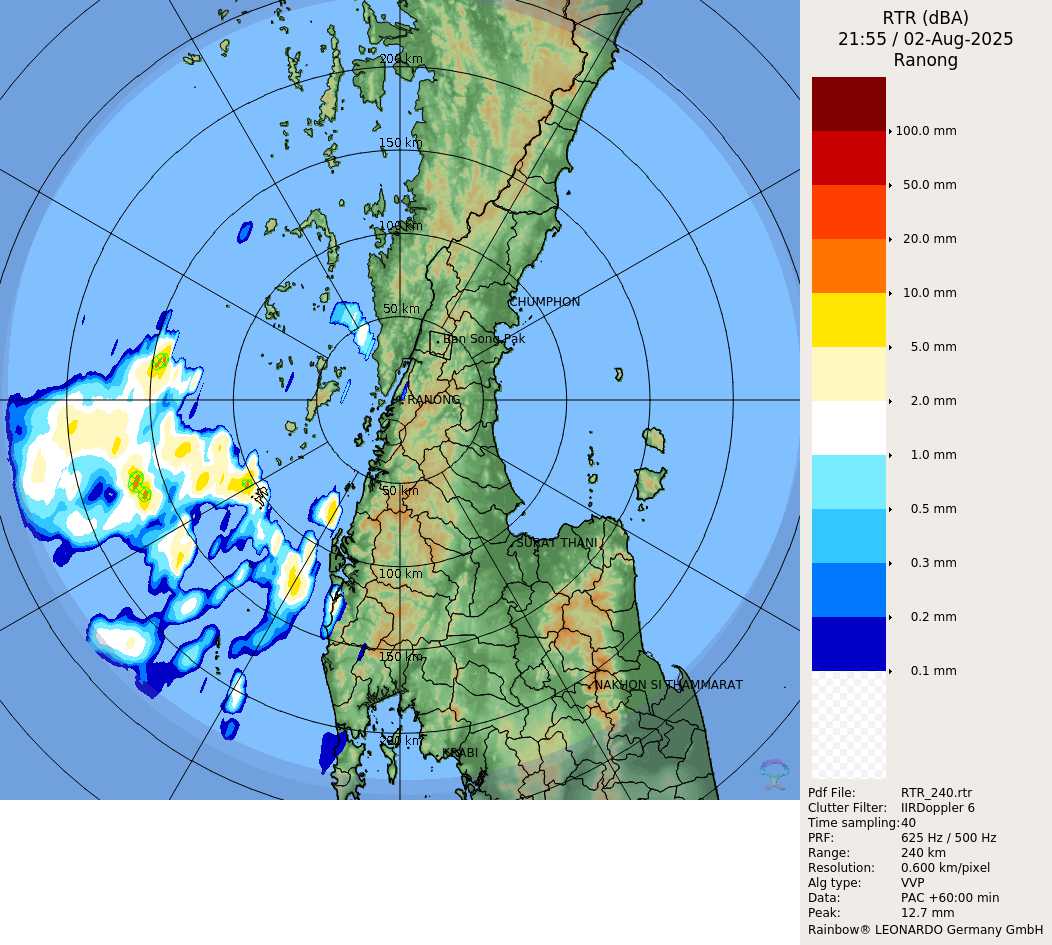 RTR (dBA)
21:55 / 02-Aug-2025
Ranong
200 km
150 km
100 km
50 km
CHUMPHON
Ban Song Pak
RANONG
50 km
SURAT THANI
100 km
150 km
NAKHON SI THAMMARAT
200 km
KRABI
100.0 mm
50.0 mm
20.0 mm
10.0 mm
5.0 mm
2.0 mm
1.0 mm
0.5 mm
0.3 mm
0.2 mm
0.1 mm
Pdf File: RTR_240.rtr
Clutter Filter: IIRDoppler 6
Time sampling:40
PRF: 625 Hz / 500 Hz
Range: 240 km
Resolution: 0.600 km/pixel
Alg type: VVP
Data: PAC +60:00 min
Peak: 12.7 mm
Rainbow® LEONARDO Germany GmbH